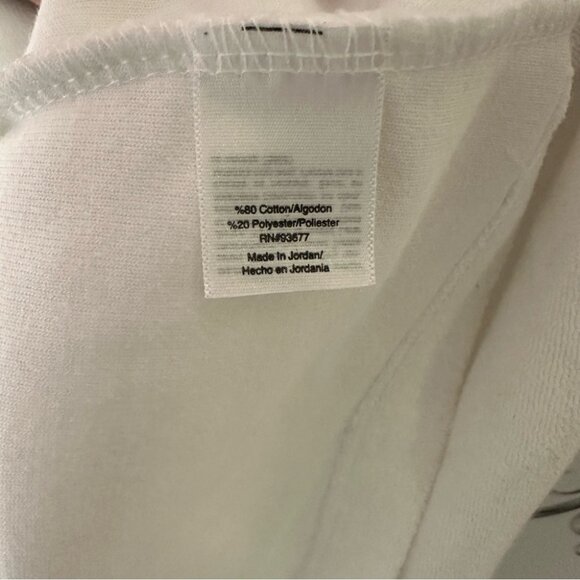 %80 Cotton/Algodon
%20 Polyester/Poliester
RN#93677
Made In Jordan/
Hecho en Jordania